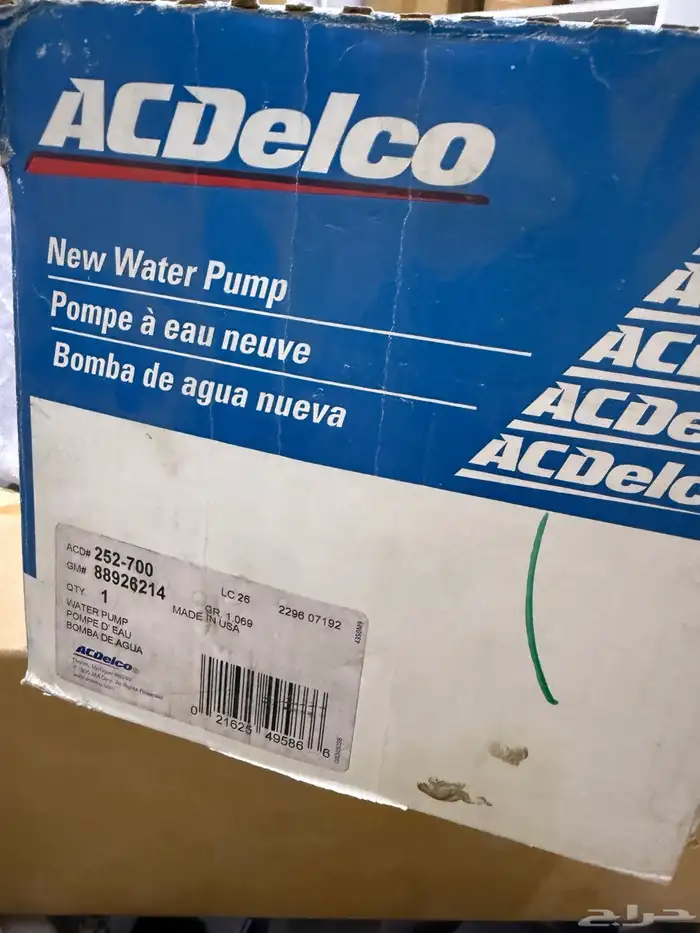 ACDelco
New Water Pump
Pompe à eau neuve
Bomba de agua nueva
ACDelco
ACDelco
ACD# 252-700
GM# 88926214
QTY. 1
LC 26
2296 07192
GR. 1.069
MADE IN USA
WATER PUMP
POMPE D' EAU
BOMBA DE AGUA
4350M9
ACDelco
0 21625 49586 6
حراج